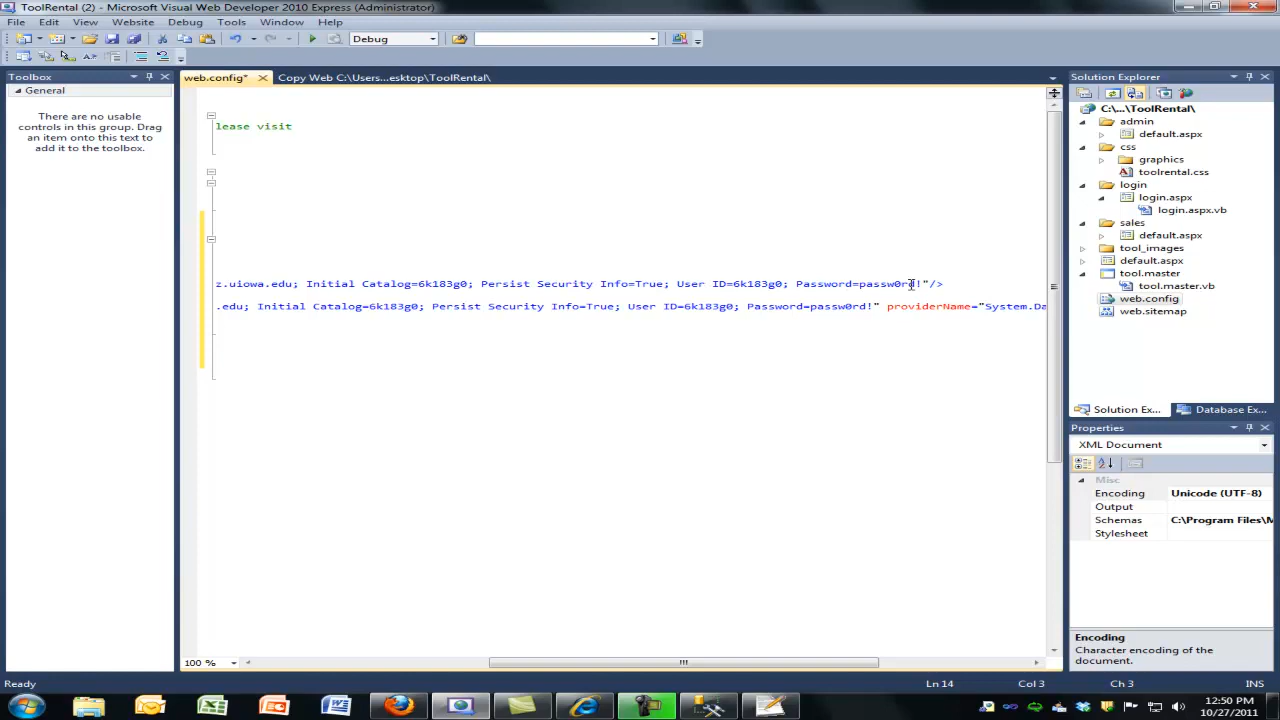 ToolRental (2) - Microsoft Visual Web Developer 2010 Express (Administrator)
File Edit View Website Debug Tools Window Help
Debug
Toolbox
General
There are no usable
controls in this group. Drag
an item onto this text to
add it to the toolbox.
web.config*
Copy Web C:\Users...esktop\ToolRental\
lease visit
z.uiowa.edu; Initial Catalog=6k183g0; Persist Security Info=True; User ID=6k183g0; Password=passw0rd!"/>
.edu; Initial Catalog=6k183g0; Persist Security Info=True; User ID=6k183g0; Password=passw0rd!" providerName="System.Da
100 %
Solution Explorer
C:\...\ToolRental\
admin
default.aspx
css
graphics
toolrental.css
login
login.aspx
login.aspx.vb
sales
default.aspx
tool_images
default.aspx
tool.master
tool.master.vb
web.config
web.sitemap
Solution Ex...
Database Ex...
Properties
XML Document
Misc
Encoding Unicode (UTF-8)
Output
Schemas C:\Program Files\M
Stylesheet
Encoding
Character encoding of the
document.
Ready
Ln 14
Col 3
Ch 3
INS
12:50 PM
10/27/2011